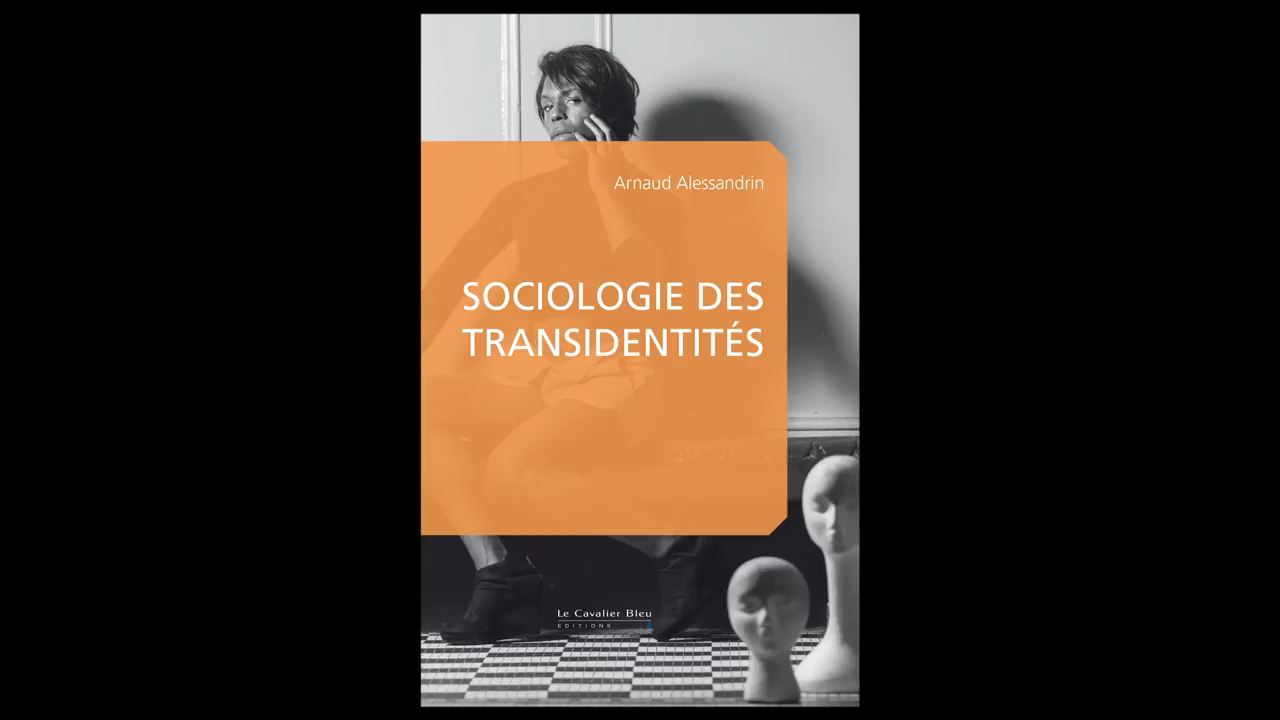 Arnaud Alessandrin
SOCIOLOGIE DES
TRANSIDENTITÉS
Le Cavalier Bleu
EDITIONS